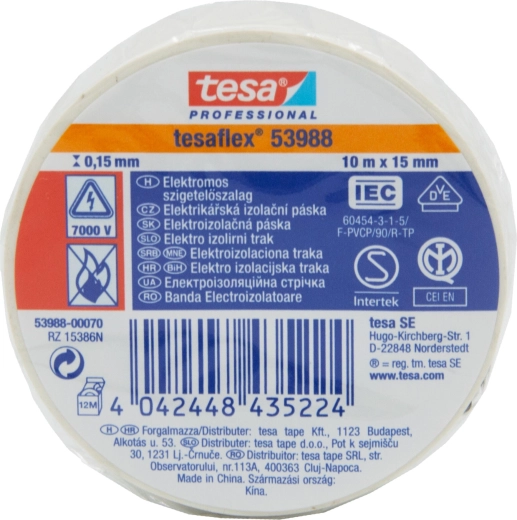 tesa®
PROFESSIONAL
tesaflex® 53988
0,15 mm
10 m x 15 mm
7000 V
H Elektromos
szigetelőszalag
CZ Elektrikářská izolační páska
SK Elektroizolačná páska
SLO Elektro izolirni trak
SRB MNE Elektroizolaciona traka
HR BiH Elektro izolacijska traka
UA Електроізоляційна стрічка
RO Banda Electroizolatoare
IEC
DVE
60454-3-1-5/
F-PVCP/90/R-TP
S
Intertek
CEI EN
53988-00070
RZ 15386N
12M
4 042448 435224
tesa SE
Hugo-Kirchberg-Str. 1
D-22848 Norderstedt
® = reg. tm. tesa SE
www.tesa.com
H HR Forgalmazza/Distributer: tesa tape Kft., 1123 Budapest,
Alkotás u. 53. SLO Distributer: tesa tape d.o.o., Pot k sejmišču
30, 1231 Lj.-Črnuče. RO Distribuitor: tesa tape SRL, str.
Observatorului, nr.113A, 400363 Cluj-Napoca.
Made in China. Származási ország:
Kína.